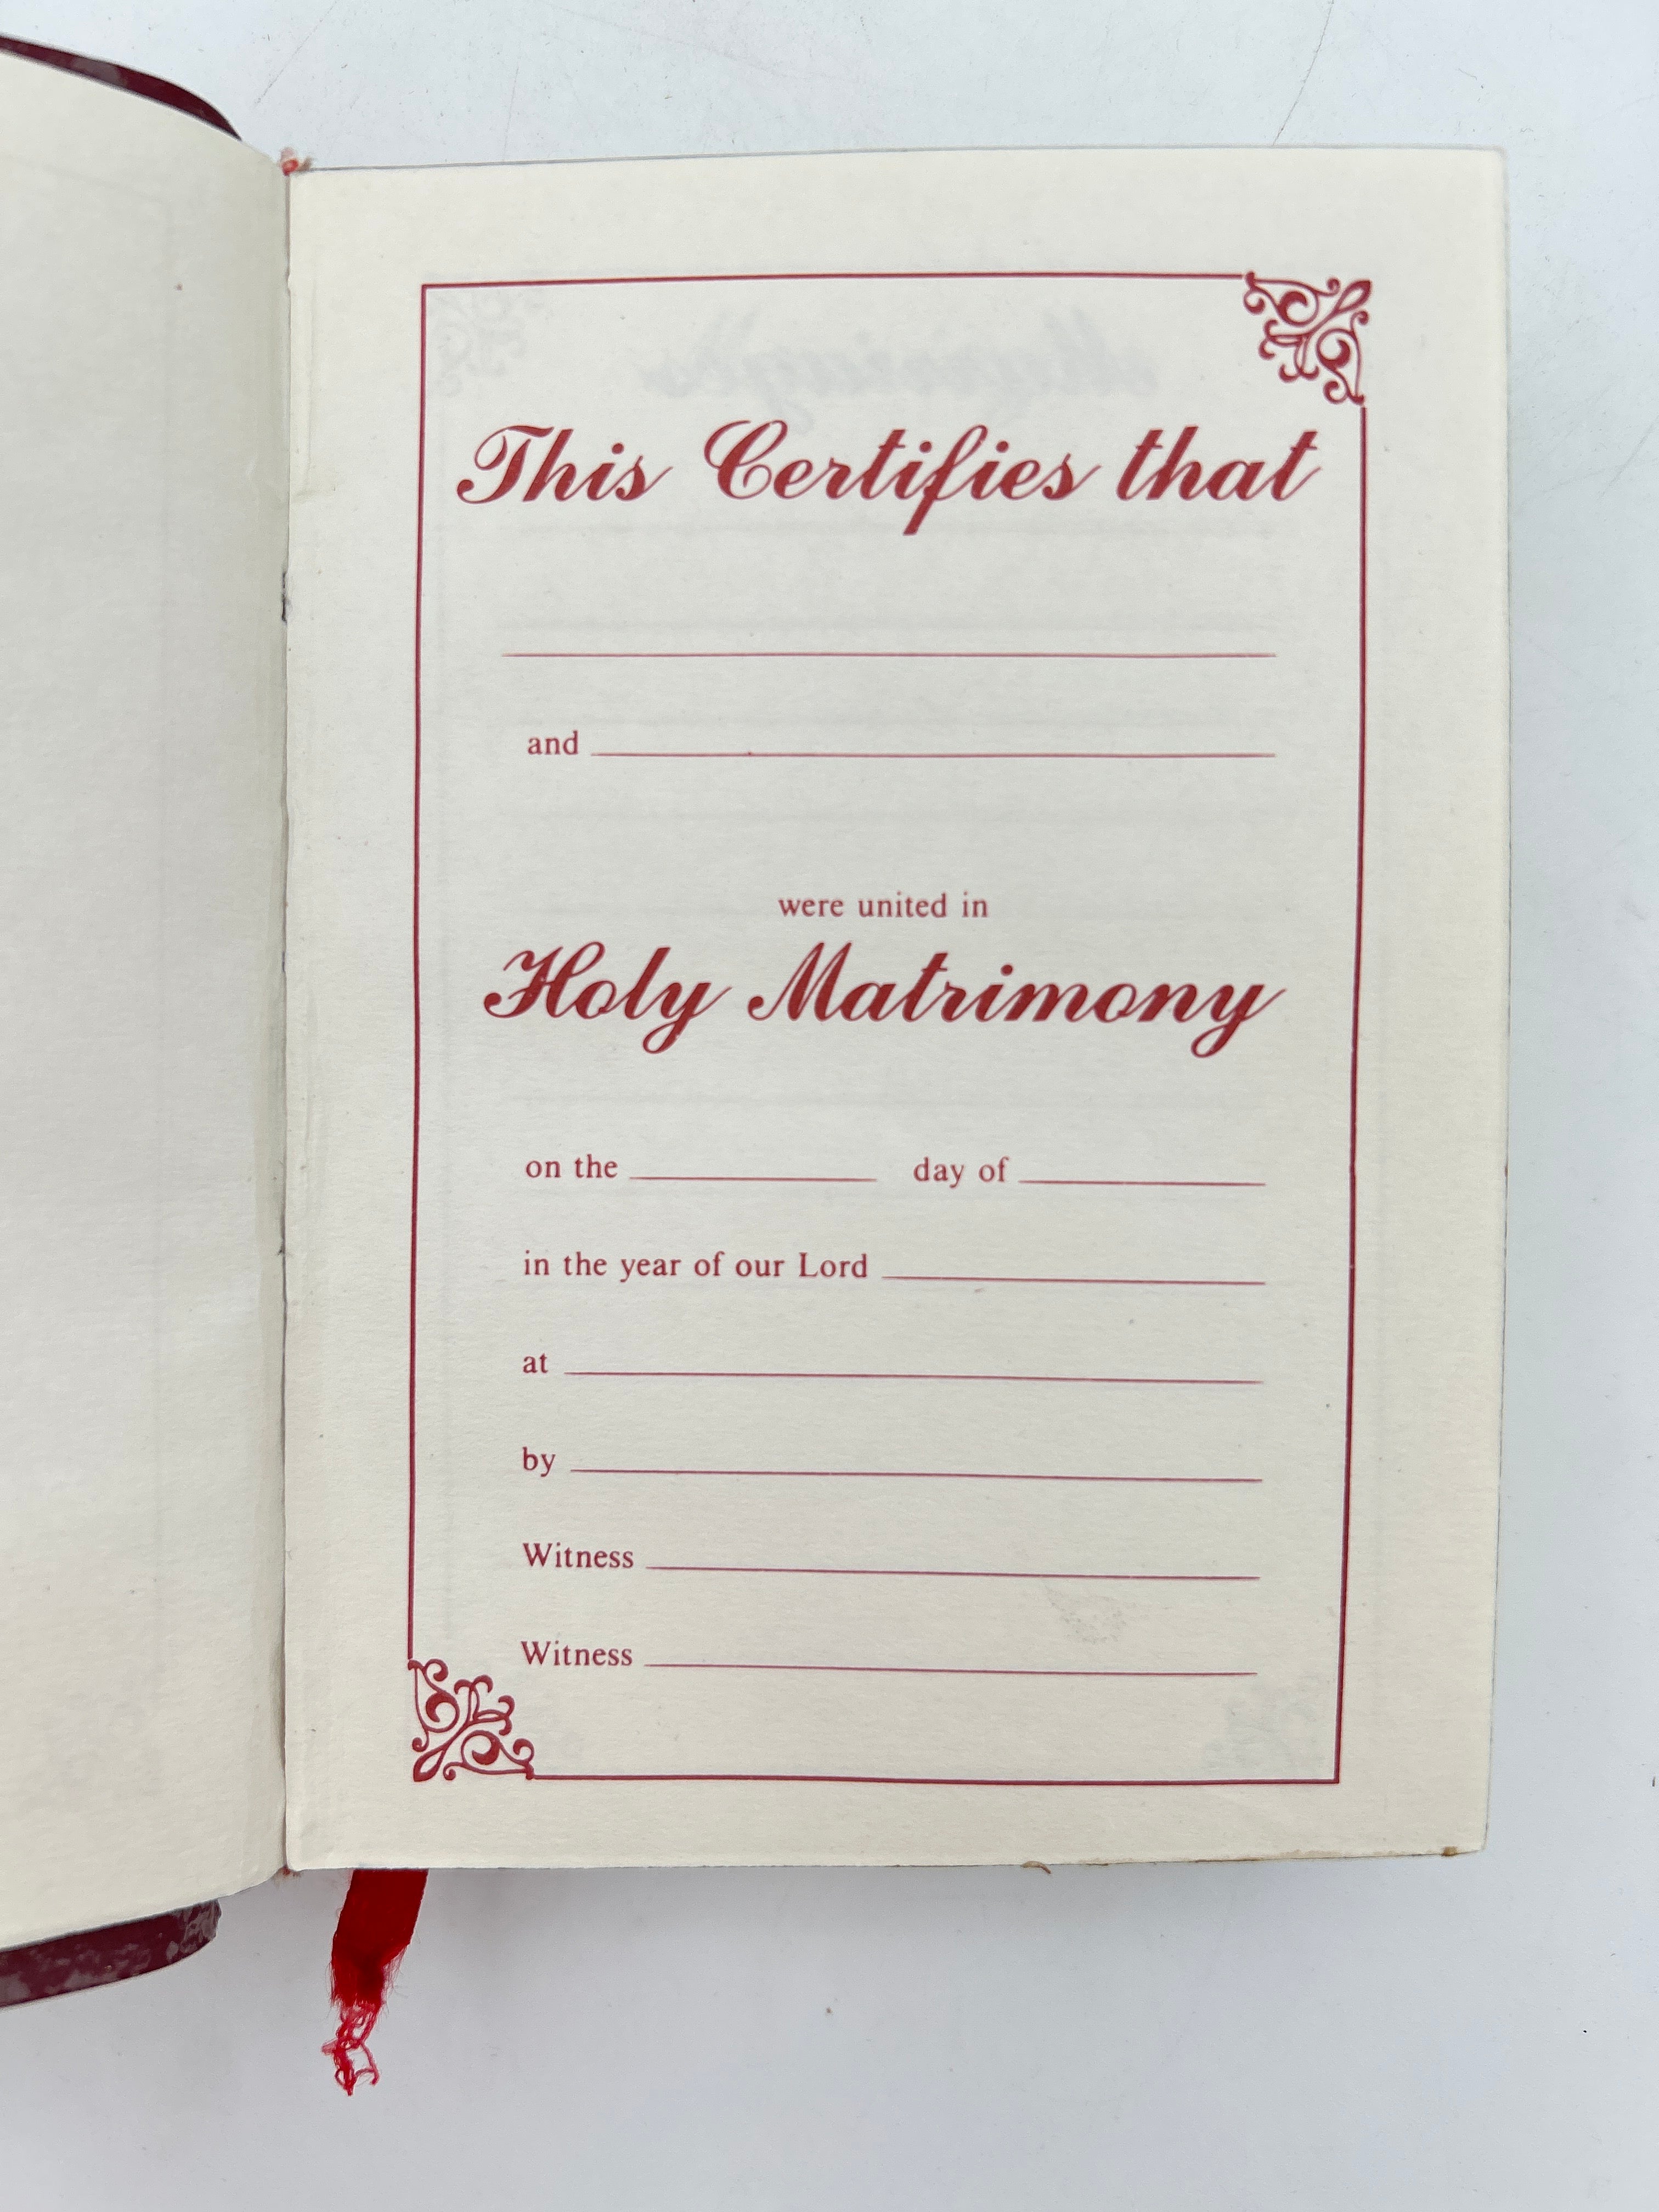 This Certifies that
and
were united in
Holy Matrimony
on the day of
in the year of our Lord
at
by
Witness
Witness